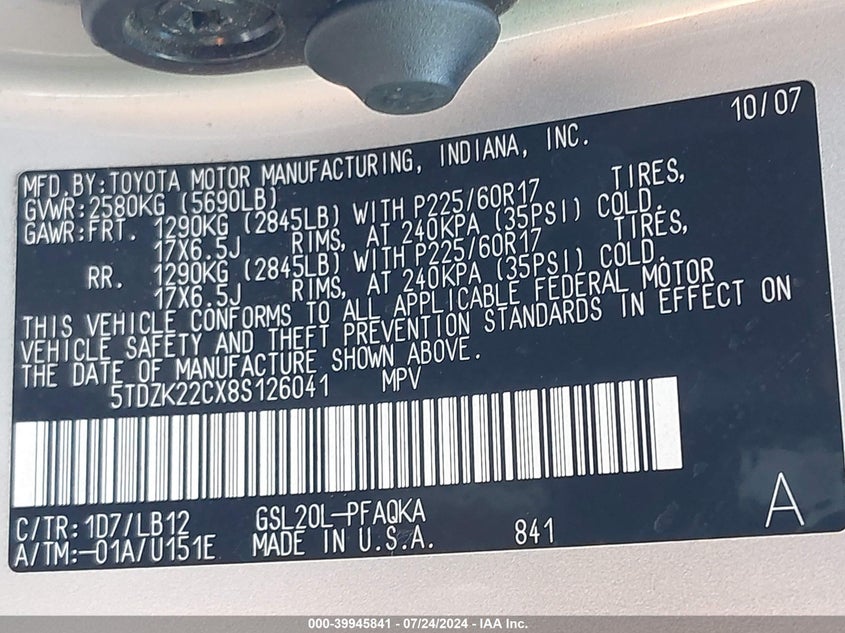 10/07
MFD.BY:TOYOTA MOTOR MANUFACTURING, INDIANA, INC.
GVWR:2580KG (5690LB)
GAWR:FRT. 1290KG (2845LB) WITH P225/60R17 TIRES,
17X6.5J RIMS, AT 240KPA (35PSI) COLD.
RR. 1290KG (2845LB) WITH P225/60R17 TIRES,
17X6.5J RIMS, AT 240KPA (35PSI) COLD.
THIS VEHICLE CONFORMS TO ALL APPLICABLE FEDERAL MOTOR
VEHICLE SAFETY AND THEFT PREVENTION STANDARDS IN EFFECT ON
THE DATE OF MANUFACTURE SHOWN ABOVE.
5TDZK22CX8S126041 MPV
C/TR: 1D7/LB12 GSL20L-PFAQKA
A/TM:-01A/U151E MADE IN U.S.A. 841 A
000-39945841 - 07/24/2024 - IAA Inc.